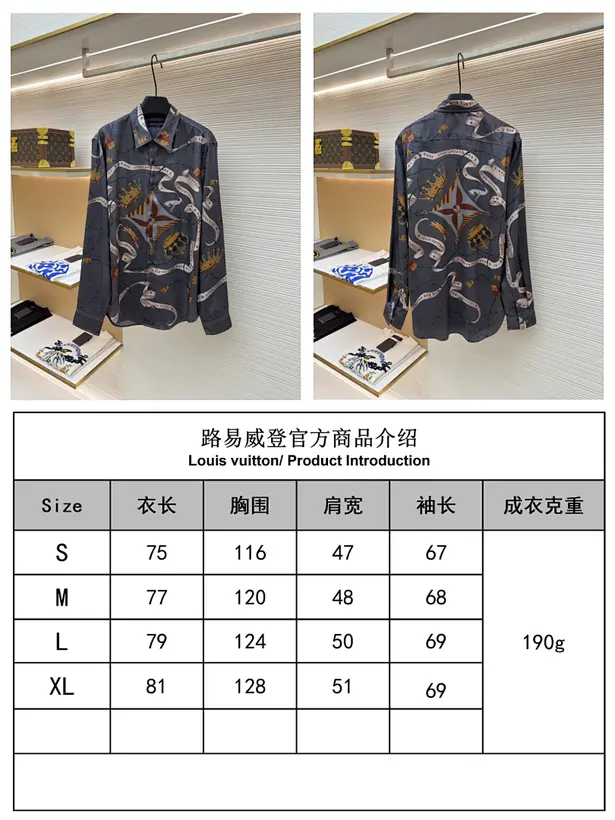 路易威登官方商品介绍
Louis vuitton/ Product Introduction
Size 衣长 胸围 肩宽 袖长 成衣克重
S 75 116 47 67
M 77 120 48 68
L 79 124 50 69
XL 81 128 51 69
190g